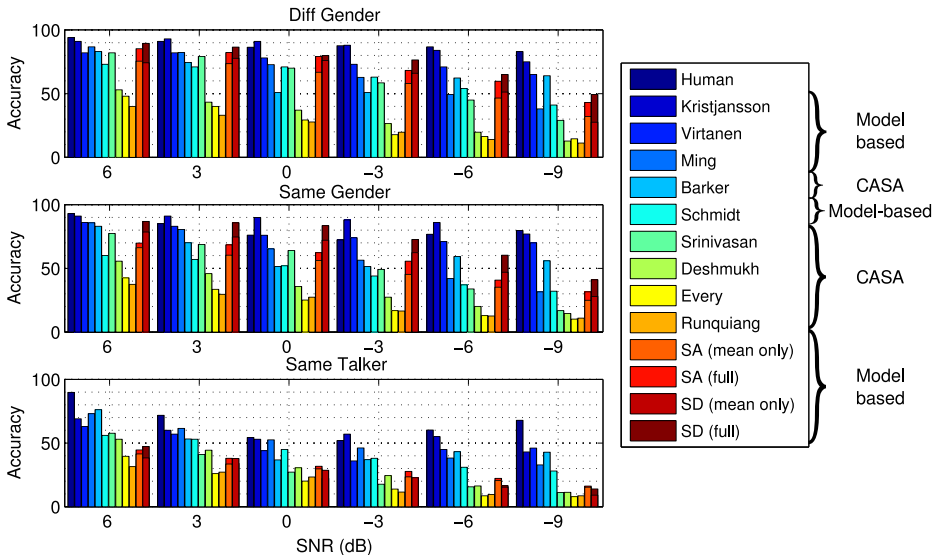 Diff Gender
100
50
0
Accuracy
6 3 0 −3 −6 −9
Same Gender
100
50
0
Accuracy
6 3 0 −3 −6 −9
Same Talker
100
50
0
Accuracy
6 3 0 −3 −6 −9
SNR (dB)
Human
Kristjansson
Virtanen
Ming
Barker
Schmidt
Srinivasan
Deshmukh
Every
Runquiang
SA (mean only)
SA (full)
SD (mean only)
SD (full)
Model
based
CASA
Model-based
CASA
Model
based